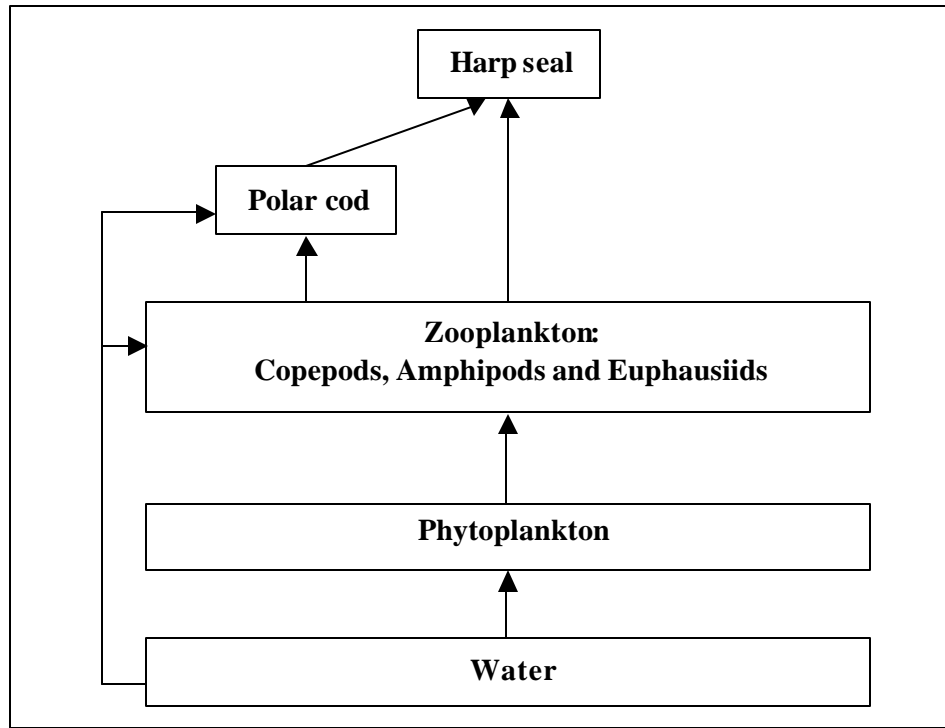 Harp seal
Polar cod
Zooplankton:
Copepods, Amphipods and Euphausiids
Phytoplankton
Water